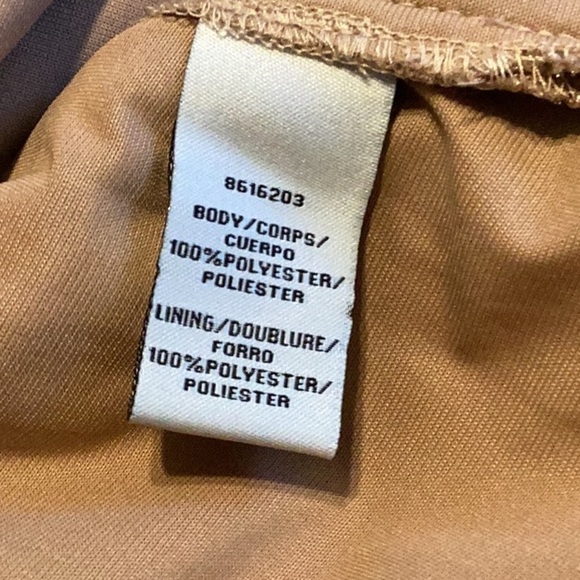 8616203
BODY/CORPS/
CUERPO
100%POLYESTER/
POLIESTER
LINING/DOUBLURE/
FORRO
100%POLYESTER/
POLIESTER